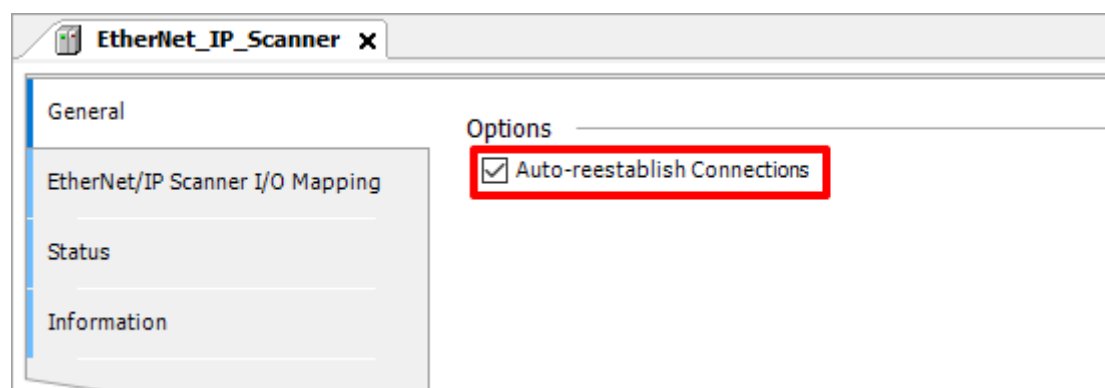 EtherNet_IP_Scanner
General
Options
Auto-reestablish Connections
EtherNet/IP Scanner I/O Mapping
Status
Information